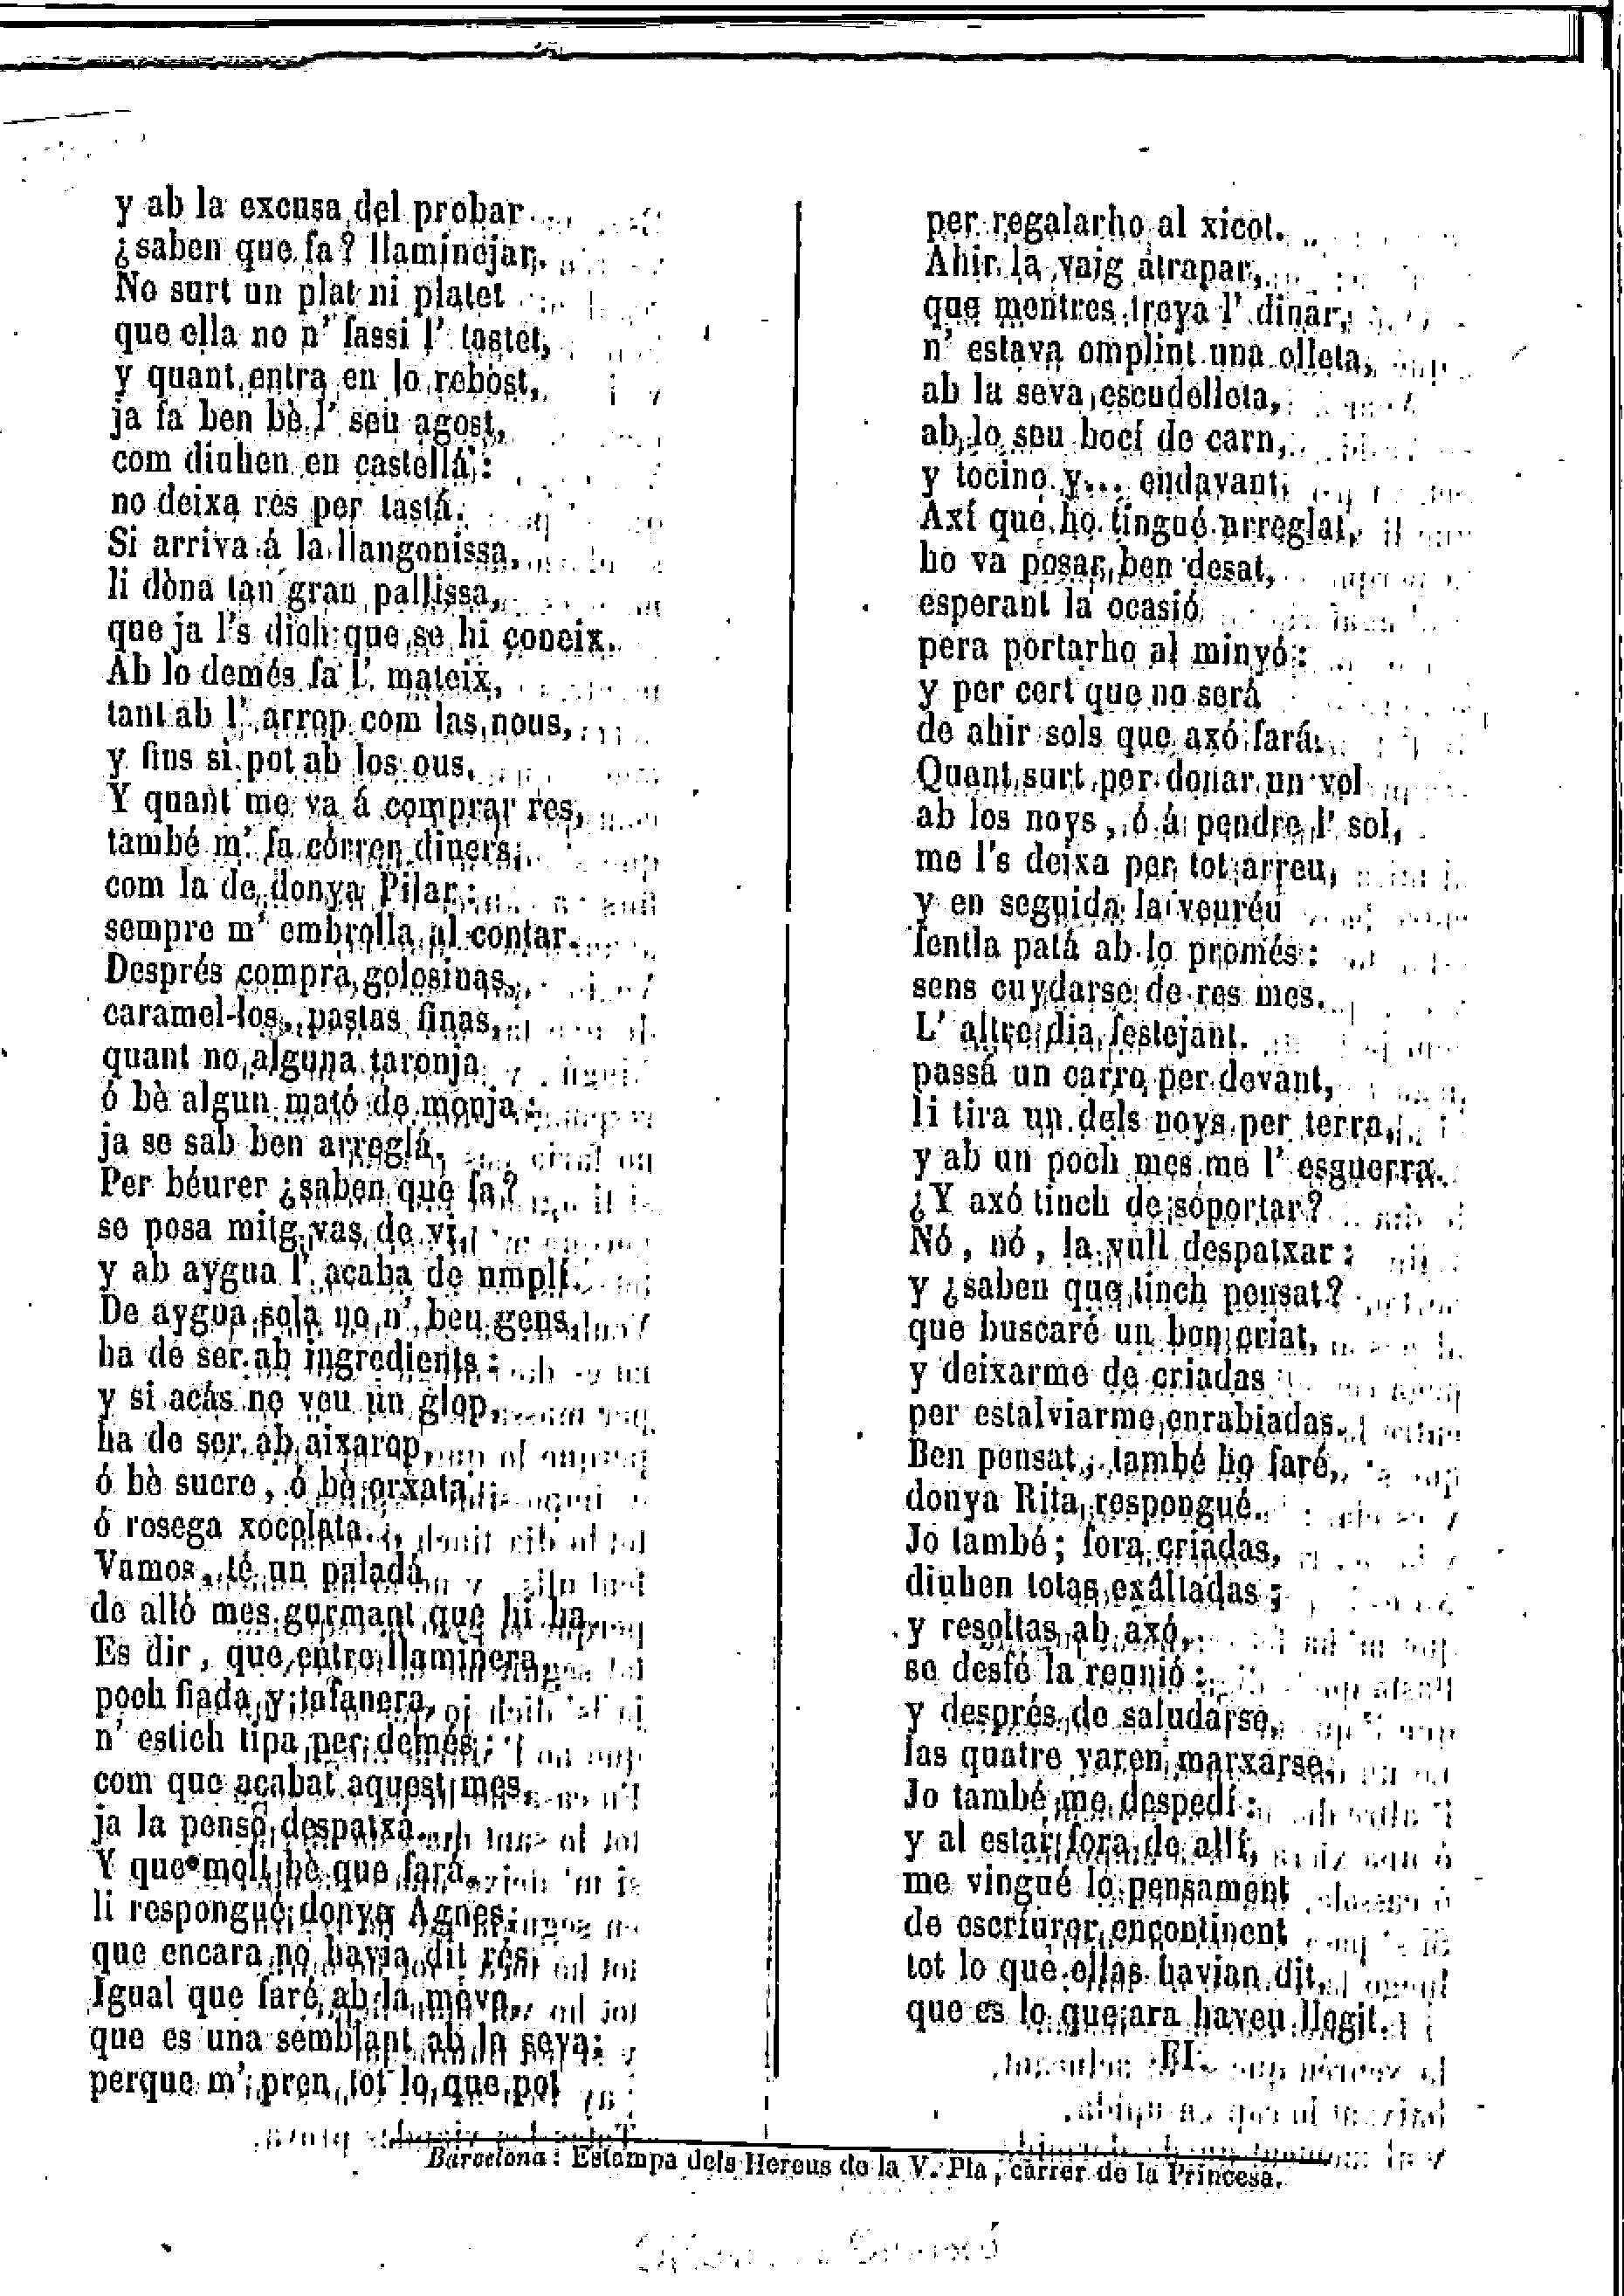 y ab la excusa del probar
¿saben que fa? llaminejar.
No surt un plat ni platet
que ella no n' fassi l' tastet,
y quant entra en lo rebost,
ja fa ben bè l' seu agost,
com diuhen en castellá:
no deixa res per tastá.
Si arriva á la llangonissa,
li dòna tan gran pallissa,
que ja l's dich que se hi coneix.
Ab lo demés fa l' mateix,
tant ab l' arrop com las nous,
y fins si pot ab los ous.
Y quant me va á comprar res,
també m' fa córrer diners,
com la de donya Pilar:
sempre m' embrolla al contar.
Després compra golosinas,
caramel-los, pastas finas,
quant no alguna taronja
ó bè algun mató de monja:
ja se sab ben arreglá.
Per béurer ¿saben que fa?
se posa mitg vas de vi,
y ab aygua l' acaba de umplí.
De aygua sola no n' beu gens,
ha de ser ab ingredients:
y si acás ne veu un glop,
ha de ser ab aixarop,
ó bè sucre, ó bè orxata,
ó rosega xocolata.
Vamos, té un paladá
de alló mes gurmant que hi ha.
Es dir, que entre llaminera,
poch fiada y tafanera,
n' estich tipa per demés:
com que acabat aquest mes,
ja la penso despatxá.
Y que molt bè que fará,
li respongué donya Agnes,
que encara no havia dit rés:
Igual que faré ab la meva,
que es una semblant ab la seva;
perque m' pren tot lo que pot
per regalarho al xicot.
Ahir la vaig atrapar,
que mentres treya l' dinar,
n' estava omplint una olleta,
ab la seva escudelleta,
ab lo seu bocí de carn,
y tocino y... endavant.
Axí que ho tingué arreglat,
ho va posar ben desat,
esperant la ocasió
pera portarho al minyó:
y per cert que no será
de ahir sols que axó fará.
Quant surt per donar un vol
ab los noys, ó á pendre l' sol,
me l's deixa per tot arreu,
y en seguida la veuréu
fentla patá ab lo promés:
sens cuydarse de res mes.
L' altre dia festejant.
passá un carro per devant,
li tira un dels noys per terra,
y ab un poch mes me l' esguerra.
¿Y axó tinch de soportar?
Nó, nó, la vull despatxar:
y ¿saben que tinch pensat?
que buscaré un bon criat,
y deixarme de criadas
per estalviarme enrabiadas.
Ben pensat, també ho faré,
donya Rita respongué.
Jo també; fora criadas,
diuhen totas exáltadas;
y resoltas ab axó,
se desfé la reunió:
y després de saludarse,
las quatre varen marxarse.
Jo també me despedí:
y al estar fora de allí,
me vingué lo pensament
de escríurer encontinent
tot lo que ellas havian dit,
que es lo que ara haveu llegit.
FI.
Barcelona: Estampa dels Hereus de la V. Pla, carrer de la Princesa.